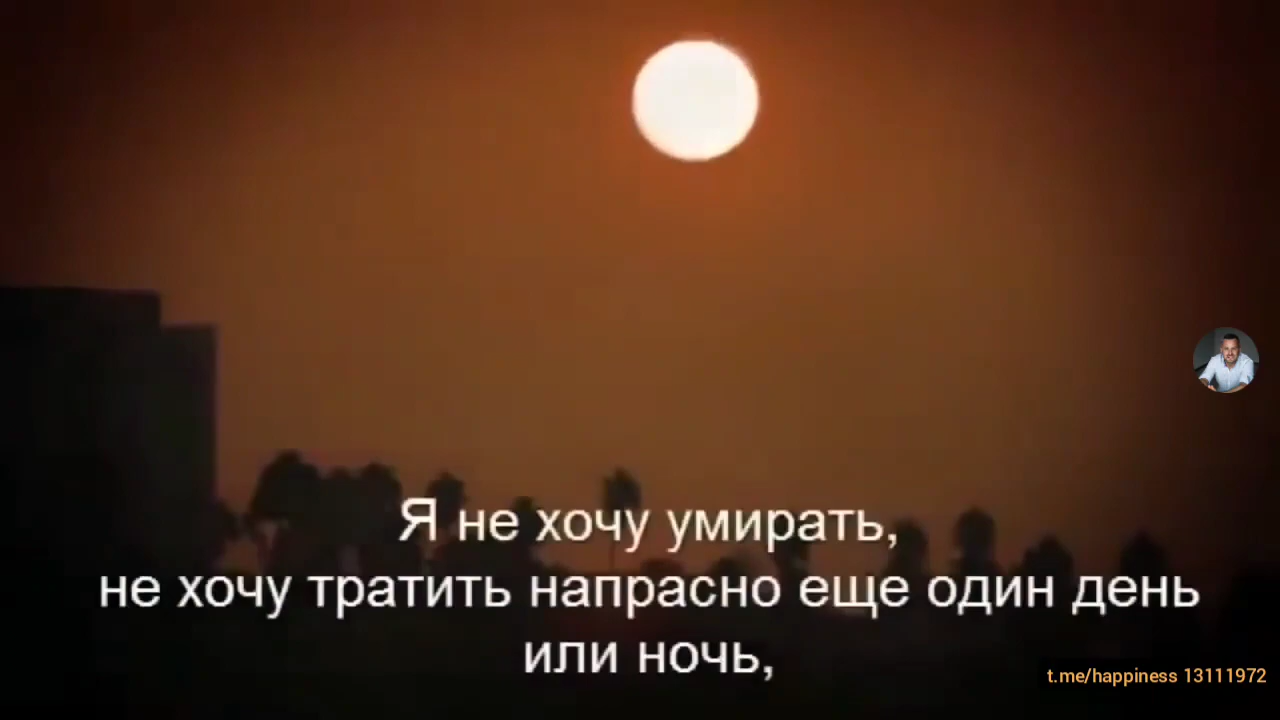 Я не хочу умирать,
не хочу тратить напрасно еще один день
или ночь,
t.me/happiness 13111972